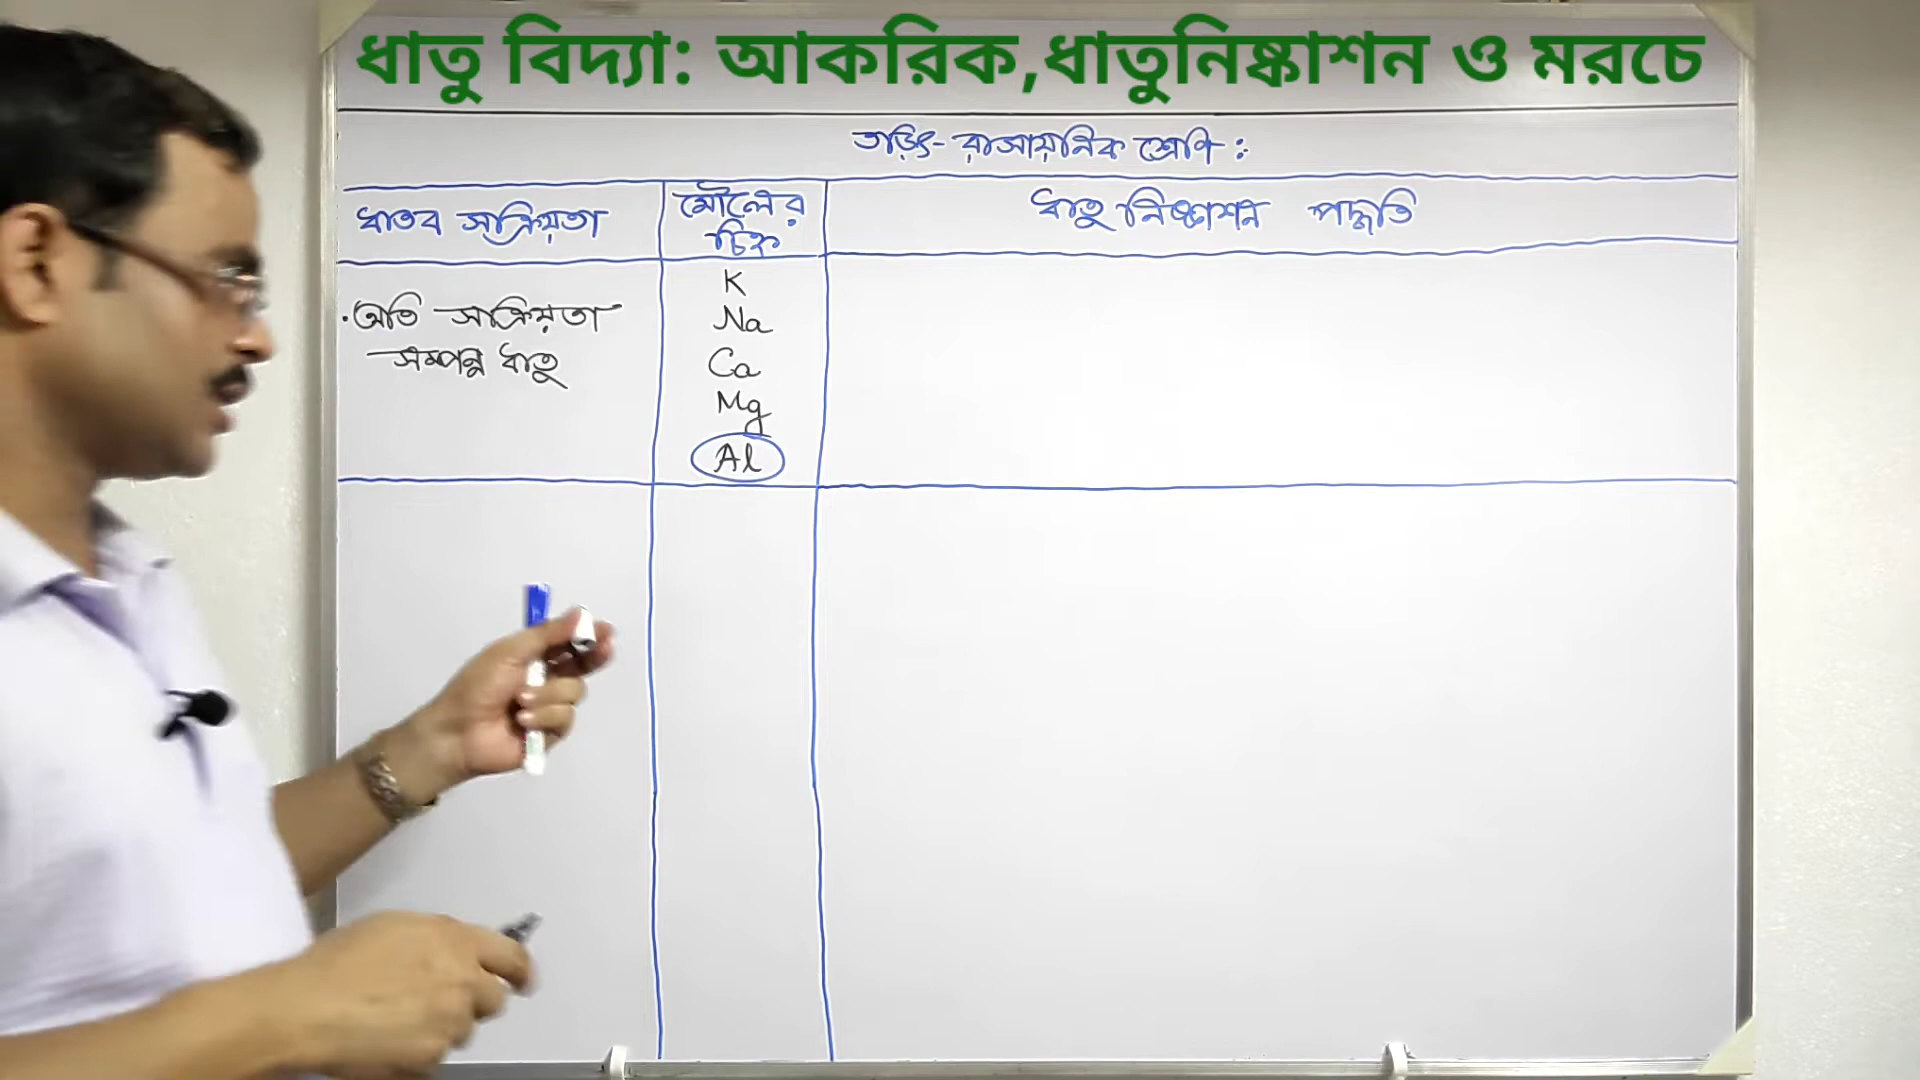 ধাতু বিদ্যা: আকরিক,ধাতুনিষ্কাশন ও মরচে
তড়িৎ-রাসায়নিক শ্রেণি :
ধাতব সক্রিয়তা
মৌলের
চিহ্ন
ধাতু নিষ্কাশন পদ্ধতি
·অতি সক্রিয়তা
সম্পন্ন ধাতু
K
Na
Ca
Mg
Al